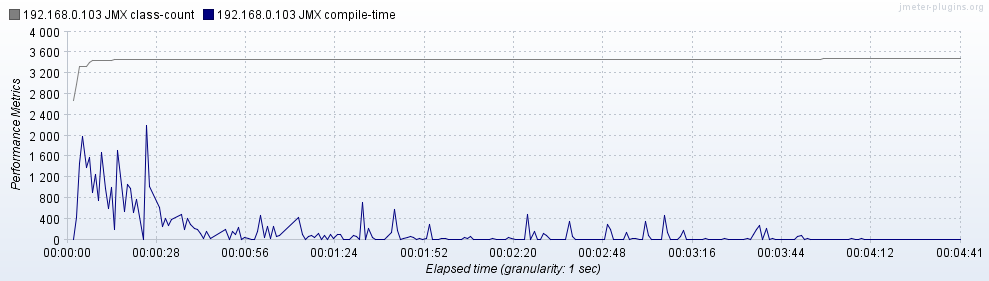 jmeter-plugins.org
192.168.0.103 JMX class-count 192.168.0.103 JMX compile-time
4 000
3 600
3 200
2 800
2 400
2 000
1 600
1 200
800
400
0
Performance Metrics
00:00:00 00:00:28 00:00:56 00:01:24 00:01:52 00:02:20 00:02:48 00:03:16 00:03:44 00:04:12 00:04:41
Elapsed time (granularity: 1 sec)